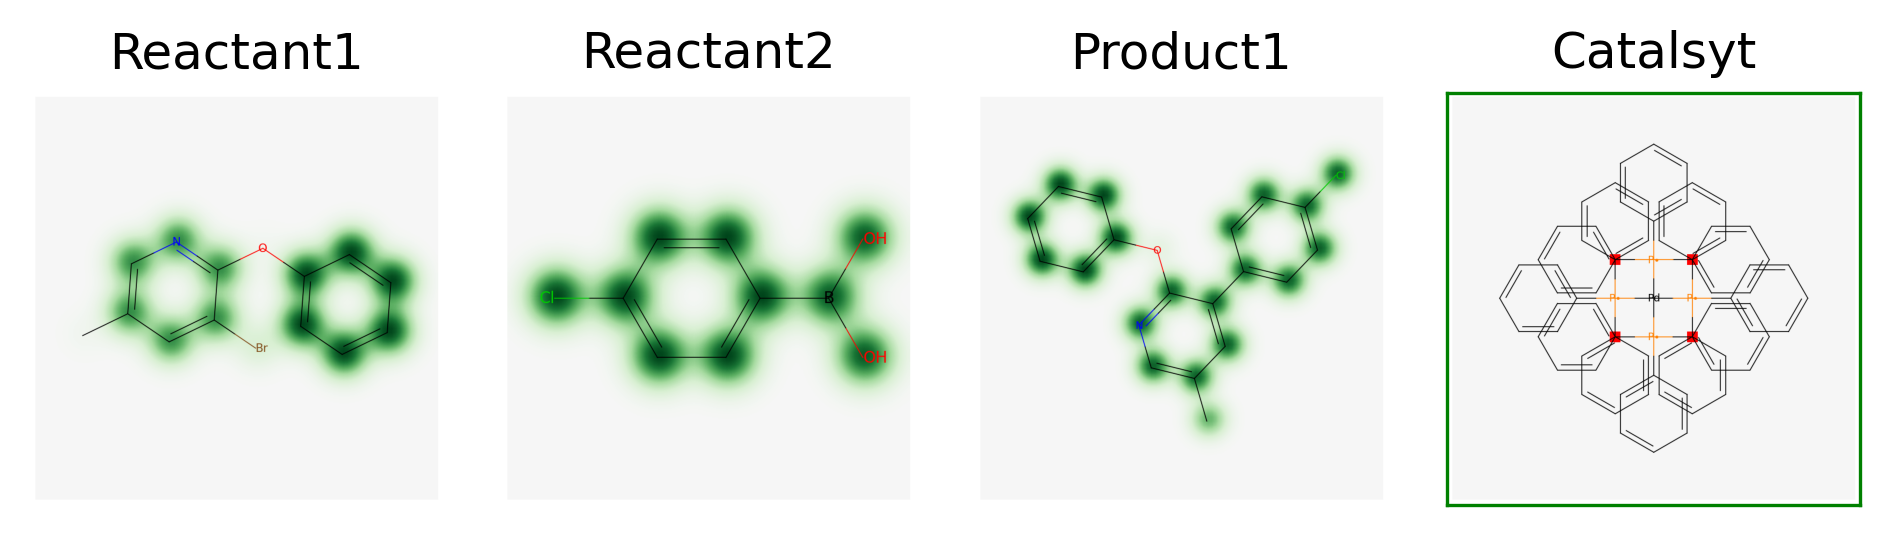 Reactant1 Reactant2 Product1 Catalsyt
N O Br
Cl B OH OH
O N Cl
P+ P+ Pd P+ P+